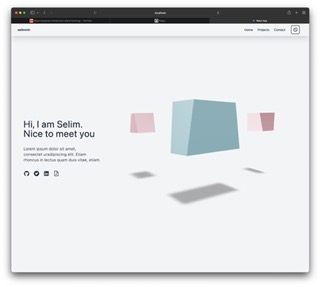 localhost
selimcin
Home Projects Contact
Hi, I am Selim.
Nice to meet you
Lorem ipsum dolor sit amet,
consectet uradipiscing elit. Etiam
rhoncus in lectus quam duis vitae, etiam.